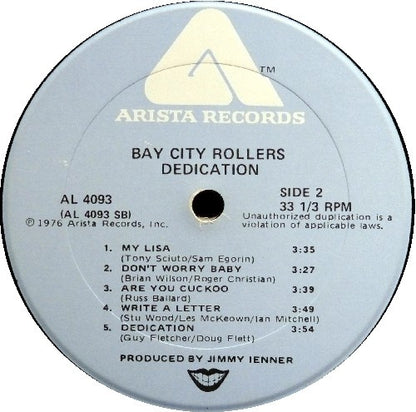 TM
ARISTA RECORDS
BAY CITY ROLLERS
DEDICATION
AL 4093
(AL 4093 SB)
℗1976 Arista Records, Inc.
SIDE 2
33 1/3 RPM
Unauthorized duplication is a
violation of applicable laws.
1. MY LISA 3:35
(Tony Sciuto/Sam Egorin)
2. DON'T WORRY BABY 3:27
(Brian Wilson/Roger Christian)
3. ARE YOU CUCKOO 3:39
(Russ Ballard)
4. WRITE A LETTER 3:49
(Stu Wood/Les McKeown/Ian Mitchell)
5. DEDICATION 3:54
(Guy Fletcher/Doug Flett)
PRODUCED BY JIMMY IENNER